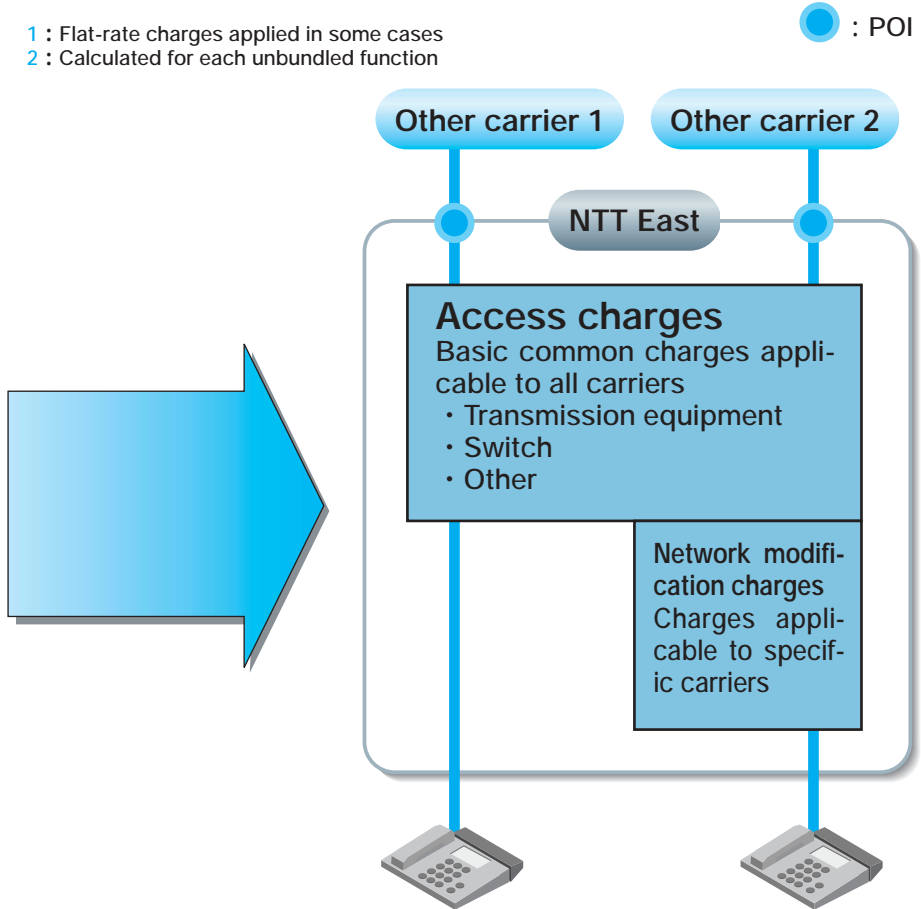 1 : Flat-rate charges applied in some cases
2 : Calculated for each unbundled function
: POI
Other carrier 1
Other carrier 2
NTT East
Access charges
Basic common charges appli-
cable to all carriers
・Transmission equipment
・Switch
・Other
Network modifi-
cation charges
Charges appli-
cable to specif-
ic carriers